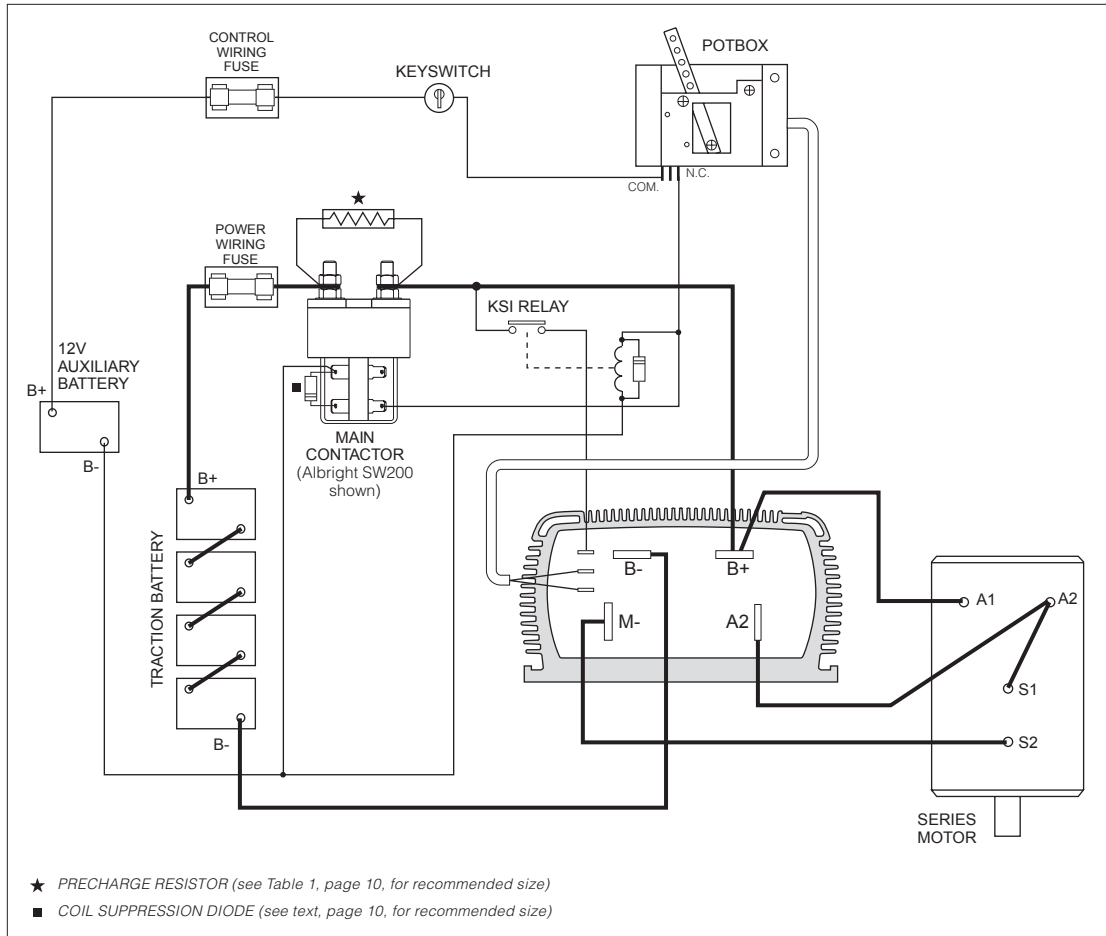 CONTROL
WIRING
FUSE
KEYSWITCH
POTBOX
COM.
N.C.
★
POWER
WIRING
FUSE
KSI RELAY
12V
AUXILIARY
BATTERY
B+
B-
■
MAIN
CONTACTOR
(Albright SW200
shown)
B+
TRACTION BATTERY
B-
B-
B+
M-
A2
A1
A2
S1
S2
SERIES
MOTOR
★ PRECHARGE RESISTOR (see Table 1, page 10, for recommended size)
■ COIL SUPPRESSION DIODE (see text, page 10, for recommended size)